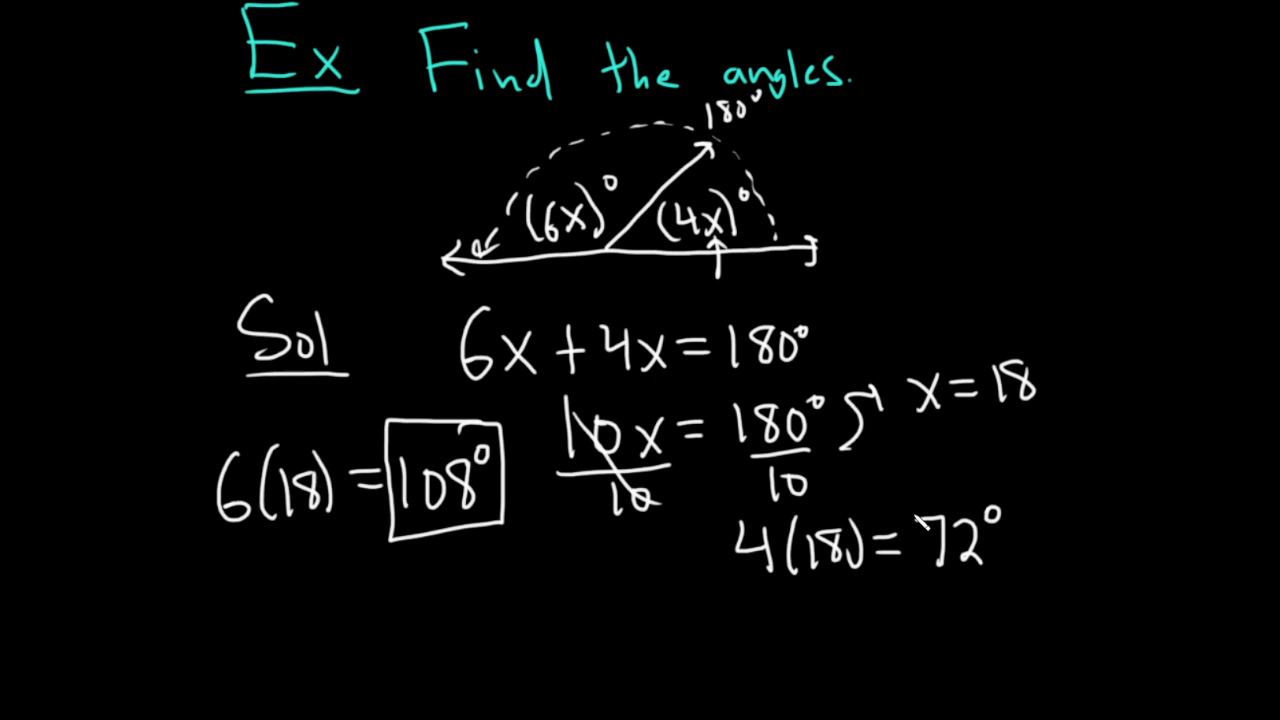 Ex Find the angles.
180°
(6x)° (4x)°
Sol 6x + 4x = 180°
10x = 180° x = 18
10 10
6(18) = 108°
4(18) = 72°